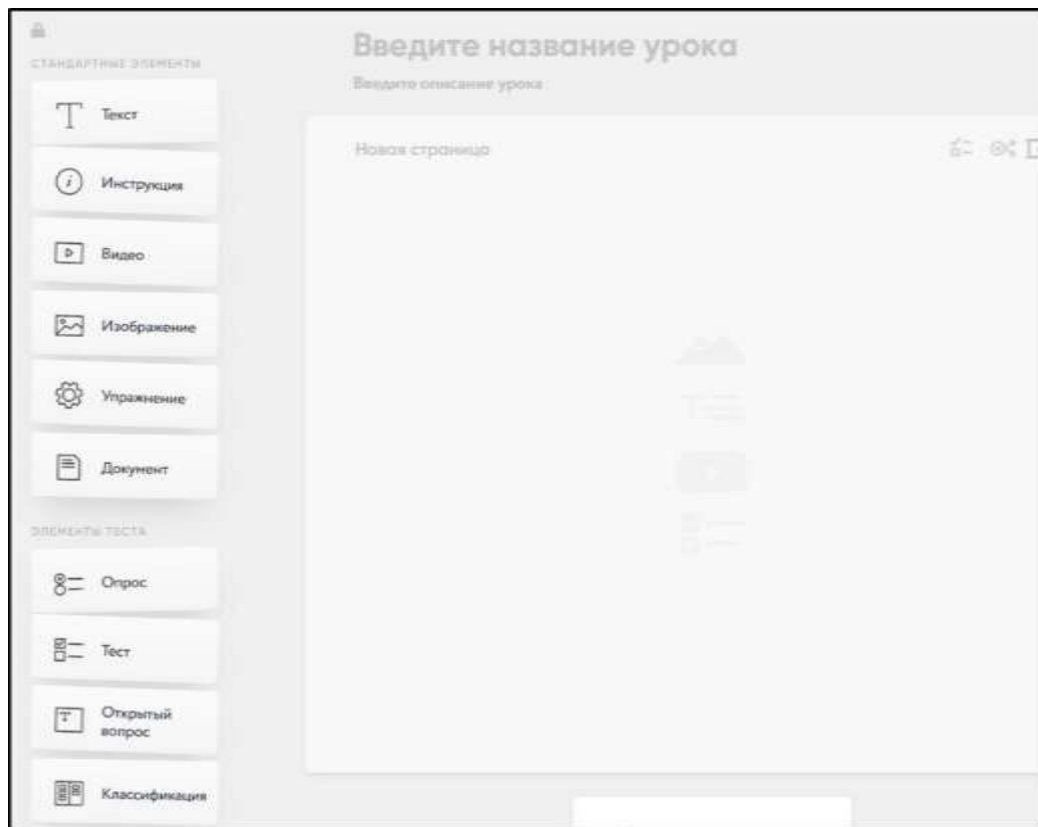 СТАНДАРТНЫЕ ЭЛЕМЕНТЫ
Текст
Инструкция
Видео
Изображение
Упражнение
Документ
ЭЛЕМЕНТЫ ТЕСТА
Опрос
Тест
Открытый
вопрос
Классификация
Введите название урока
Введите описание урока
Новая страница